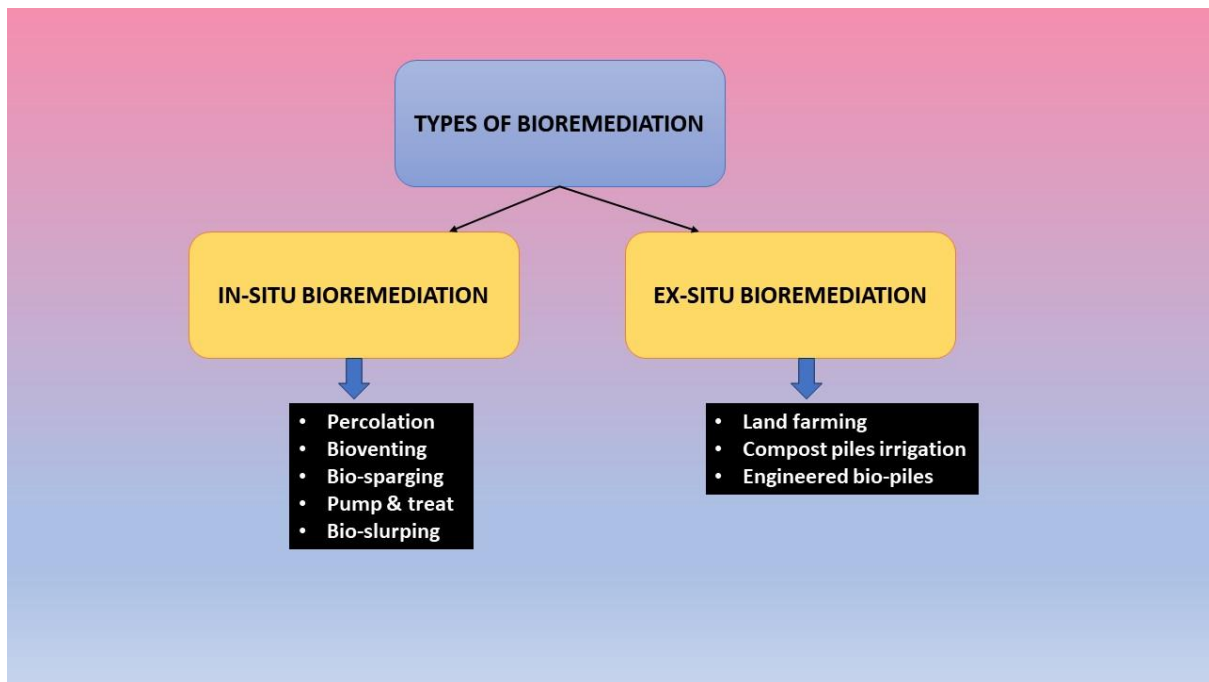 TYPES OF BIOREMEDIATION
IN-SITU BIOREMEDIATION
• Percolation
• Bioventing
• Bio-sparging
• Pump & treat
• Bio-slurping
EX-SITU BIOREMEDIATION
• Land farming
• Compost piles irrigation
• Engineered bio-piles